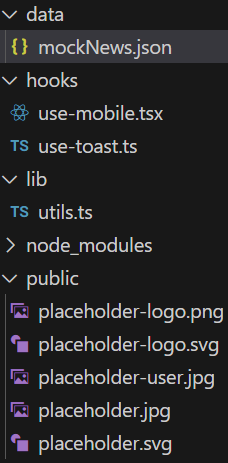 data
{} mockNews.json
hooks
use-mobile.tsx
TS use-toast.ts
lib
TS utils.ts
node_modules
public
placeholder-logo.png
placeholder-logo.svg
placeholder-user.jpg
placeholder.jpg
placeholder.svg